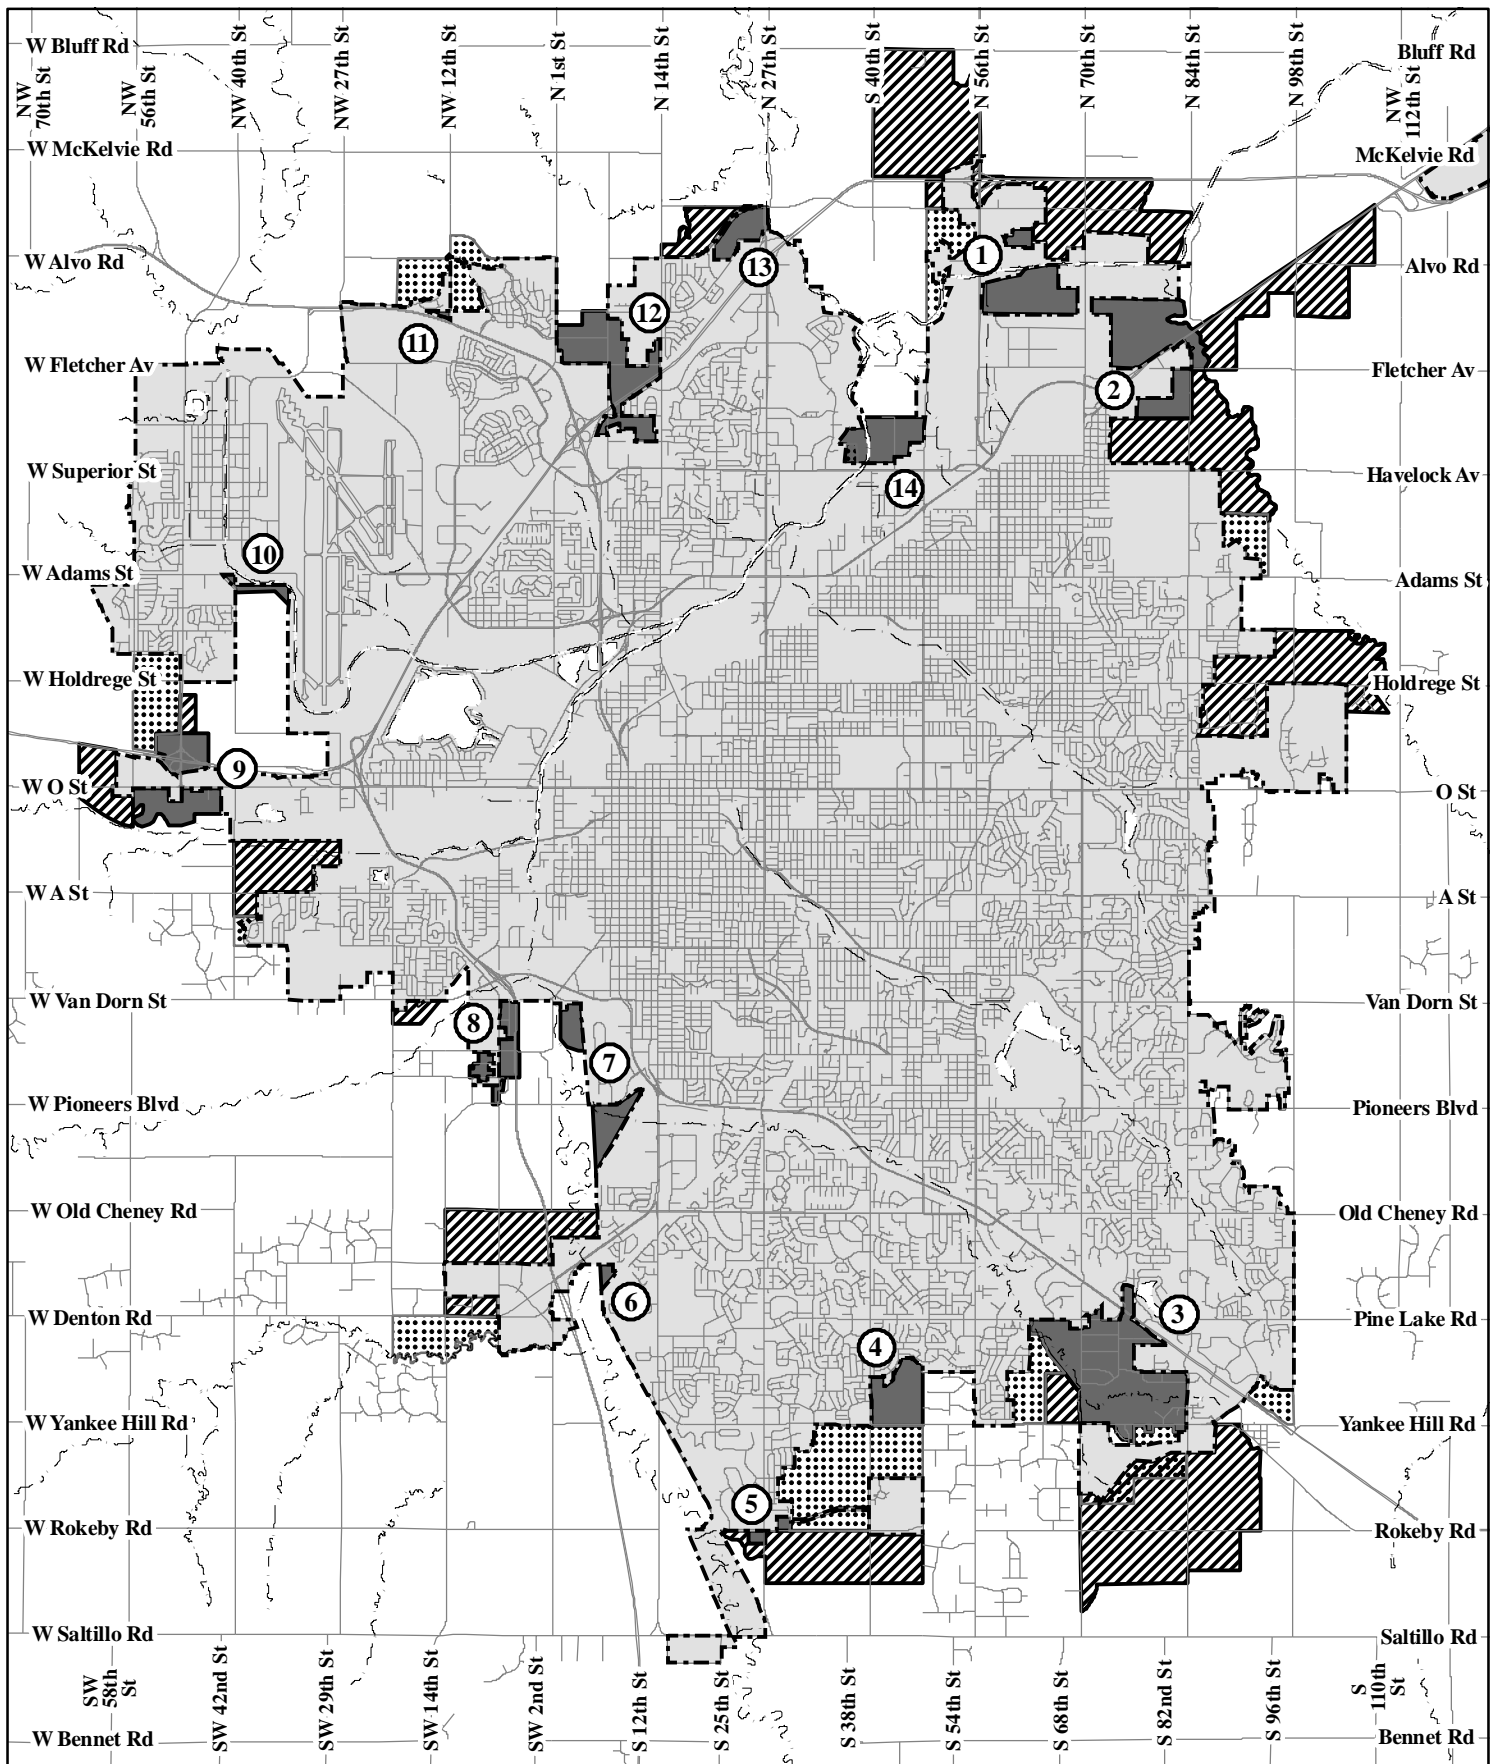 NW
70th St
NW
56th St
NW 40th St
NW 27th St
NW 12th St
N 1st St
N 14th St
N 27th St
S 40th St
N 56th St
N 70th St
N 84th St
N 98th St
NW
112th St
W Bluff Rd
Bluff Rd
W McKelvie Rd
McKelvie Rd
W Alvo Rd
Alvo Rd
W Fletcher Av
Fletcher Av
W Superior St
Havelock Av
W Adams St
Adams St
W Holdrege St
Holdrege St
W O St
O St
W A St
A St
W Van Dorn St
Van Dorn St
W Pioneers Blvd
Pioneers Blvd
W Old Cheney Rd
Old Cheney Rd
W Denton Rd
Pine Lake Rd
W Yankee Hill Rd
Yankee Hill Rd
W Rokeby Rd
Rokeby Rd
W Saltillo Rd
Saltillo Rd
W Bennet Rd
Bennet Rd
1
13
12
11
2
14
10
9
8
7
6
3
4
5
SW
58th
St
SW 42nd St
SW 29th St
SW 14th St
SW 2nd St
S 12th St
S 25th St
S 38th St
S 54th St
S 68th St
S 82nd St
S 96th St
S
110th
St